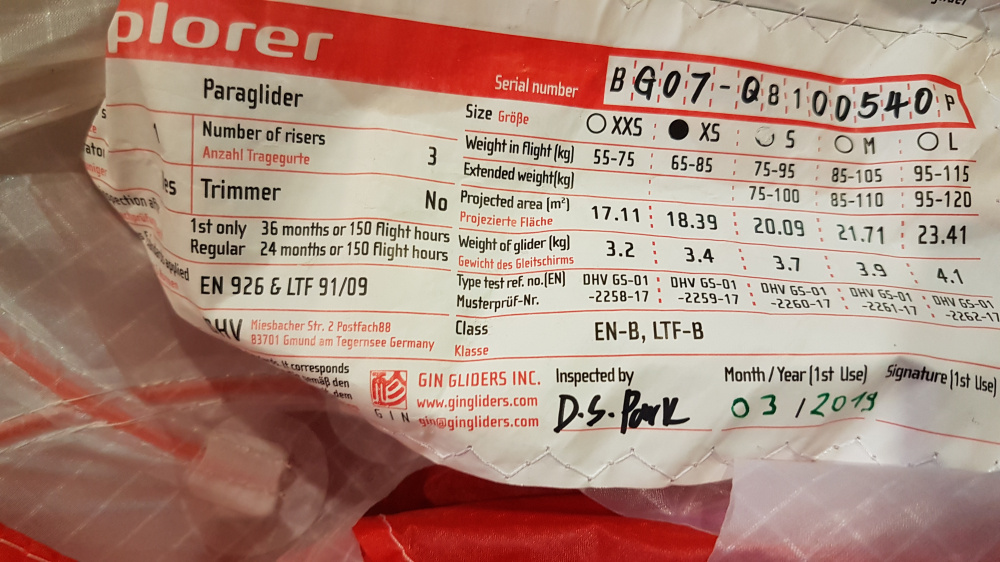 plorer
Serial number BG07-Q8100540P
Paraglider
Size Größe XXS XS S M L
Number of risers 3
Anzahl Tragegurte
1
Weight in flight (kg) 55-75 65-85 75-95 85-105 95-115
Extended weight(kg) 75-100 85-110 95-120
Trimmer No
Projected area (m²) 17.11 18.39 20.09 21.71 23.41
Projezierte Fläche
1st only 36 months or 150 flight hours
Regular 24 months or 150 flight hours
Weight of glider (kg) 3.2 3.4 3.7 3.9 4.1
Gewicht des Gleitschirms
EN 926 & LTF 91/09
Type test ref. no.(EN) DHV GS-01 DHV GS-01 DHV GS-01 DHV GS-01 DHV GS-01
Musterprüf-Nr. -2258-17 -2259-17 -2260-17 -2261-17 -2262-17
HV Miesbacher Str. 2 Postfach88
83701 Gmund am Tegernsee Germany
Class EN-B, LTF-B
Klasse
it corresponds
emäß den
dem
GIN
GIN GLIDERS INC.
www.gingliders.com
gin@gingliders.com
Inspected by
D.S. Park
Month / Year (1st Use)
03 / 2019
Signature (1st Use)